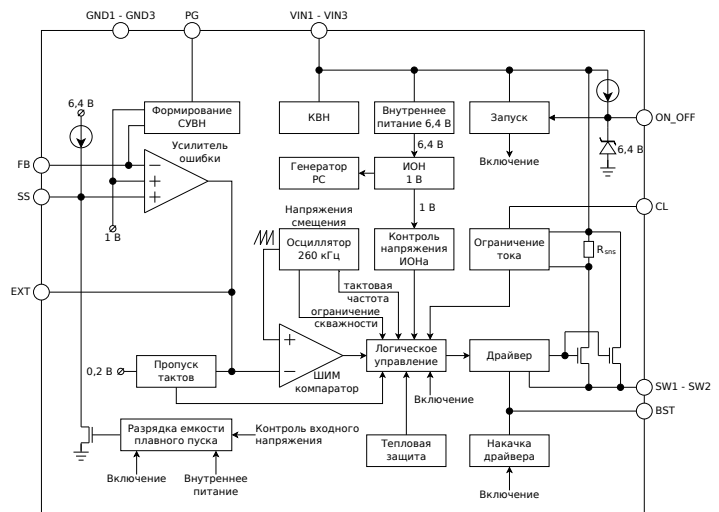 GND1 - GND3
PG
VIN1 - VIN3
6,4 В
Формирование
СУВН
КВН
Внутреннее
питание 6,4 В
Запуск
ON_OFF
6,4 В
Усилитель
ошибки
6,4 В
Включение
FB
SS
Генератор
РС
ИОН
1 В
1 В
1 В
CL
Напряжения
смещения
Осциллятор
260 кГц
Контроль
напряжения
ИОНа
Ограничение
тока
Rsns
EXT
тактовая
частота
ограничение
скважности
0,2 В
Пропуск
тактов
ШИМ
компаратор
Логическое
управление
Драйвер
SW1 - SW2
Включение
BST
Разрядка емкости
плавного пуска
Контроль входного
напряжения
Тепловая
защита
Накачка
драйвера
Включение
Внутреннее
питание
Включение